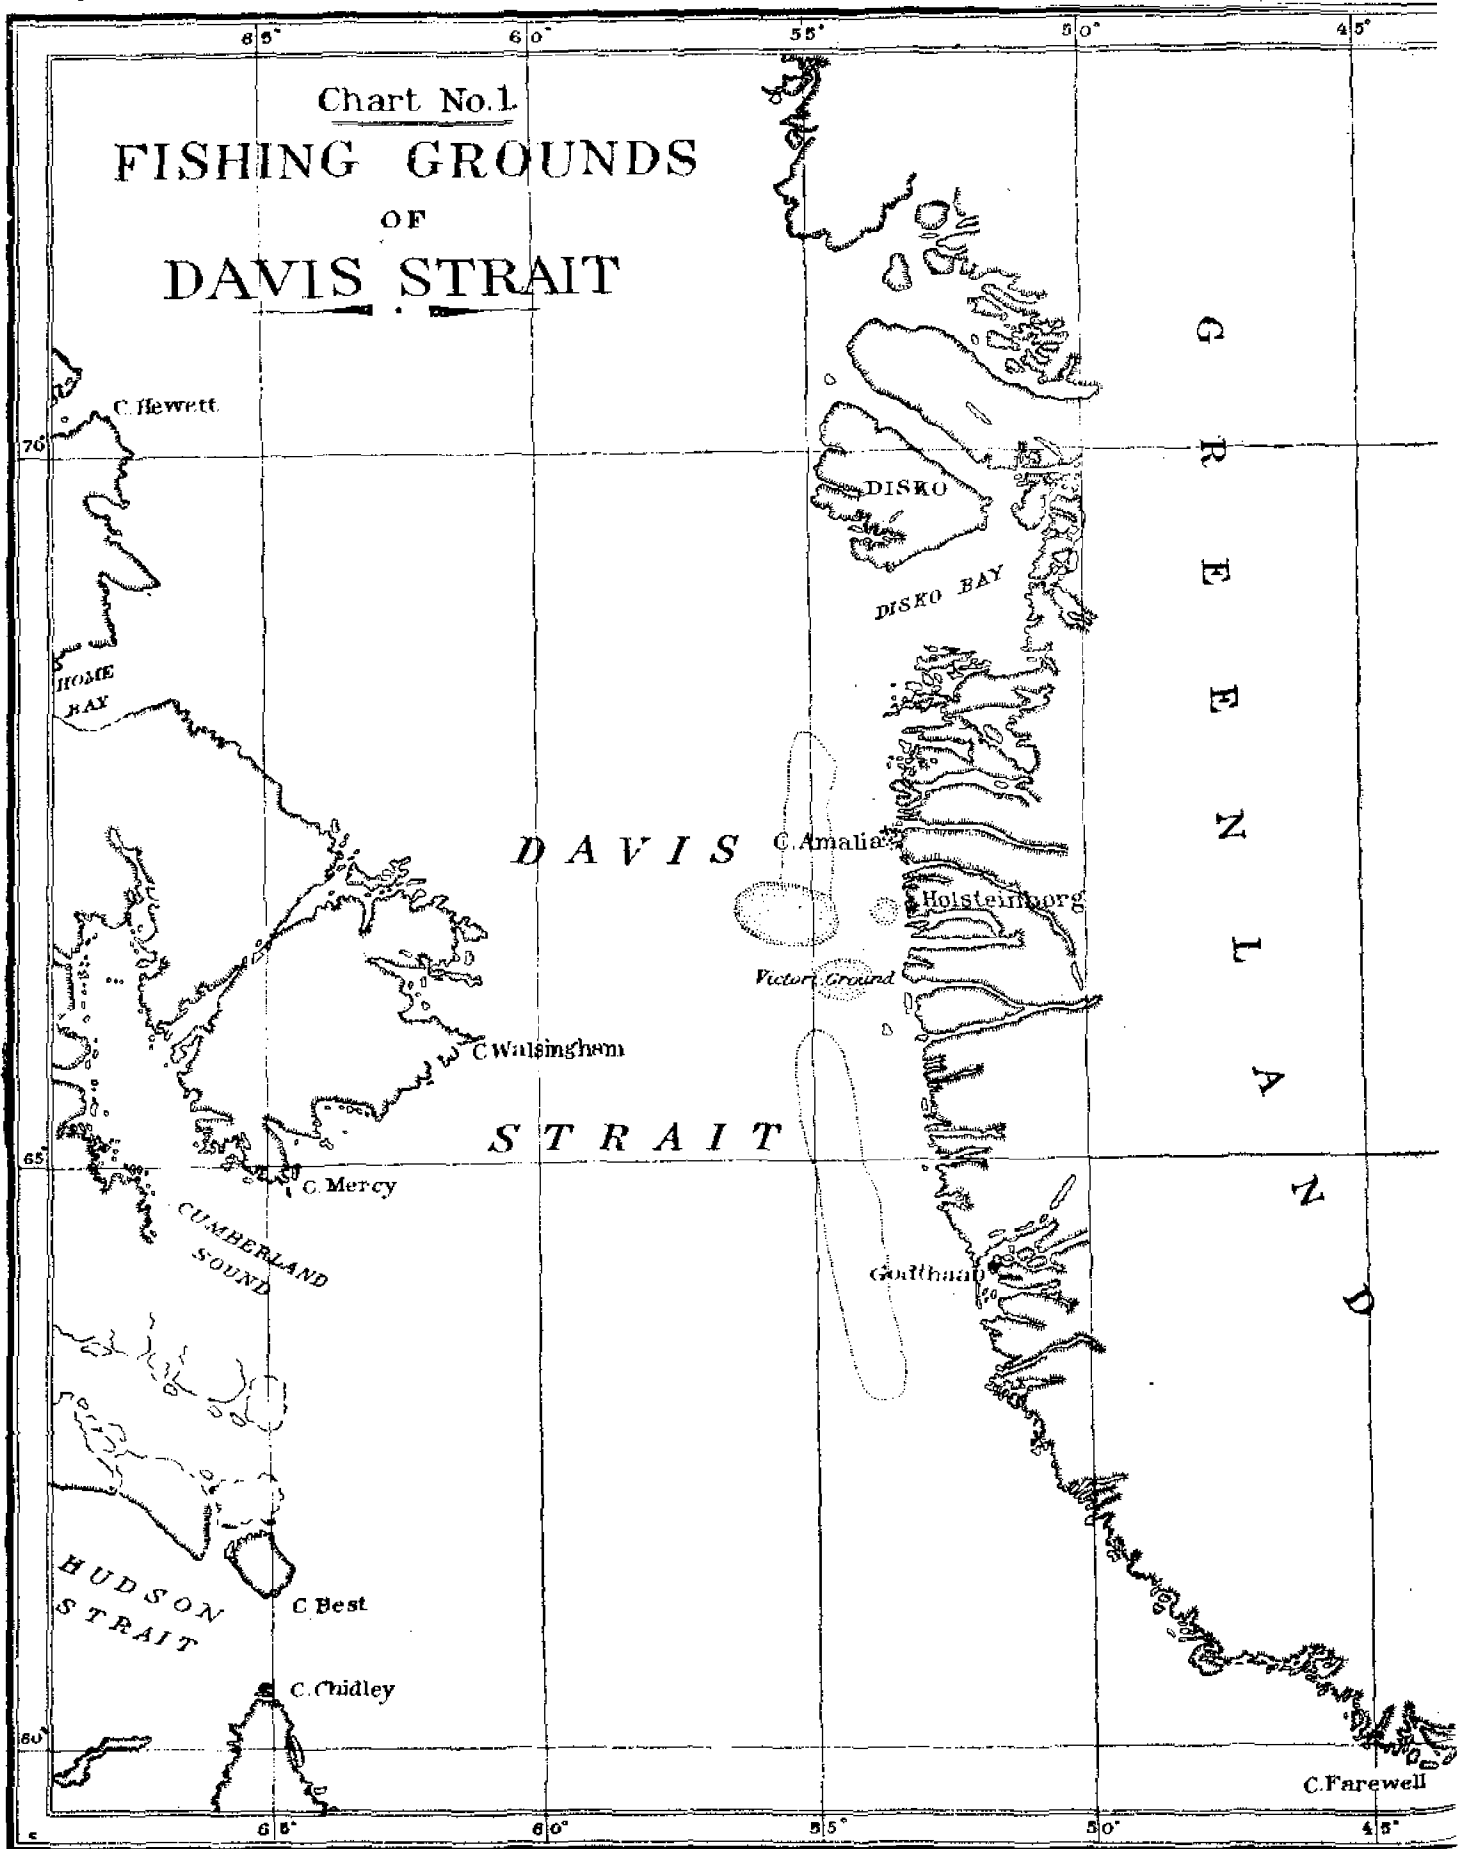 65° 60° 55° 50° 45°
Chart No. 1.
FISHING GROUNDS
OF
DAVIS STRAIT
C. Hewett
70°
GREENLAND
DISKO
DISKO BAY
HOME
BAY
DAVIS
C. Amalia
Holsteinborg
Victori Ground
C Walsingham
STRAIT
65°
C. Mercy
CUMBERLAND
SOUND
Godthaab
HUDSON
STRAIT
C Best
C. Chidley
60°
C. Farewell
65° 60° 55° 50° 45°